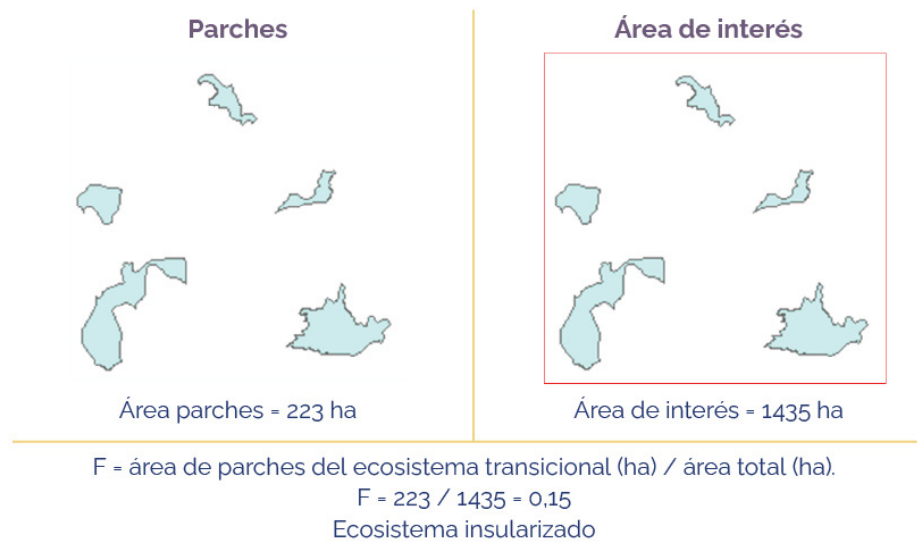 Parches
Área de interés
Área parches = 223 ha
Área de interés = 1435 ha
F = área de parches del ecosistema transicional (ha) / área total (ha).
F = 223 / 1435 = 0,15
Ecosistema insularizado